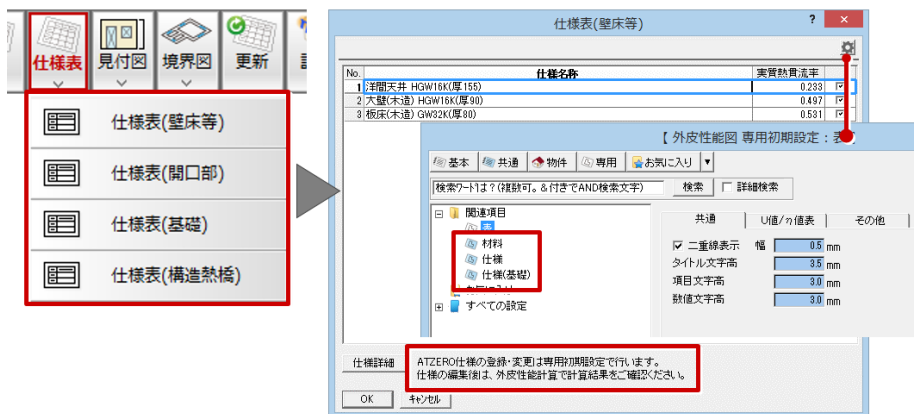 仕様表
見付図
境界図
更新
仕様表(壁床等)
仕様表(開口部)
仕様表(基礎)
仕様表(構造熱橋)
仕様表(壁床等)
?
×
No. 仕様名称 実質熱貫流率
1 洋間天井 HGW16K(厚155) 0.233
2 大壁(木造) HGW16K(厚90) 0.497
3 板床(木造) GW32K(厚80) 0.531
【 外皮性能図 専用初期設定 : 表】
基本 共通 物件 専用 お気に入り
検索ワードは?(複数可。&付きでAND検索文字) 検索 詳細検索
関連項目
表
材料
仕様
仕様(基礎)
お気に入り
すべての設定
共通 U値/η値表 その他
二重線表示 幅 0.5 mm
タイトル文字高 3.5 mm
項目文字高 3.0 mm
数値文字高 3.0 mm
仕様詳細
ATZERO仕様の登録・変更は専用初期設定で行います。
仕様の編集後は、外皮性能計算で計算結果をご確認ください。
OK キャンセル